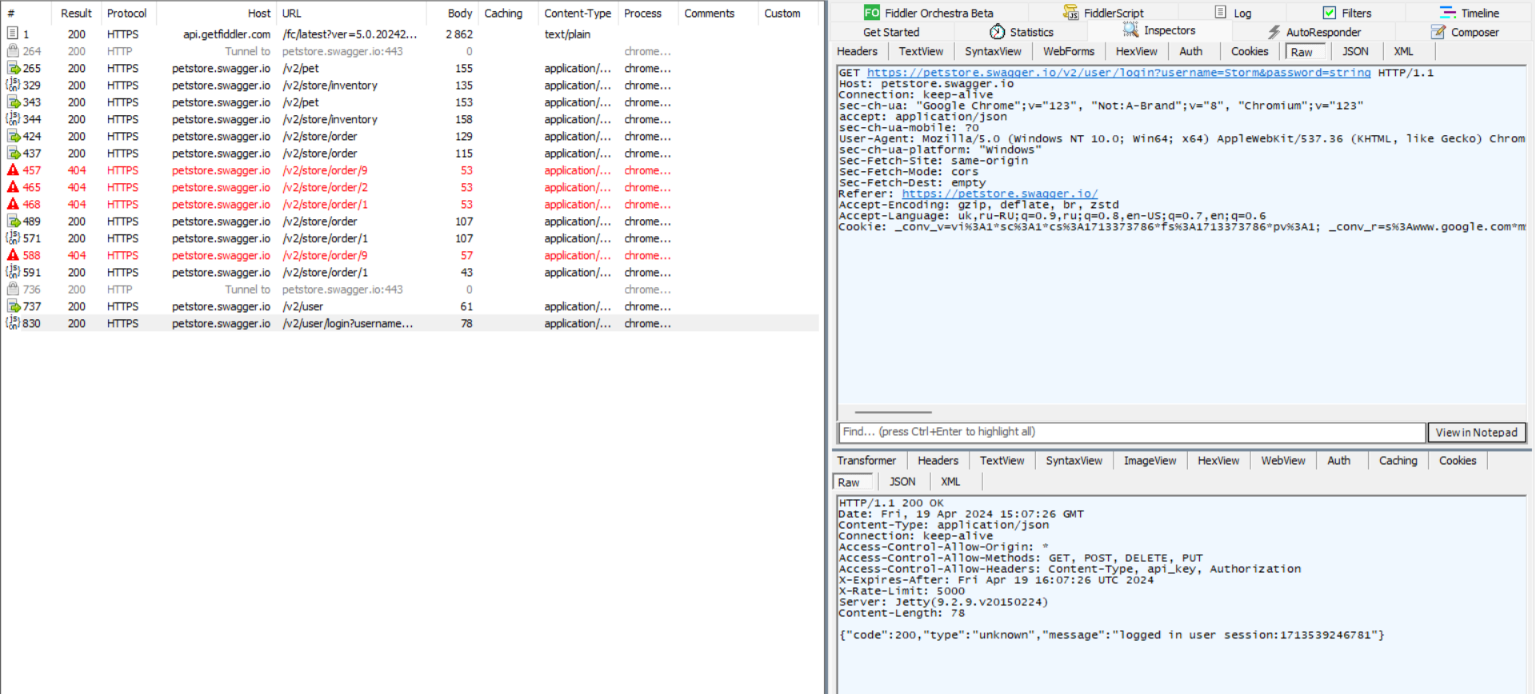 # Result Protocol Host URL Body Caching Content-Type Process Comments Custom
1 200 HTTPS api.getfiddler.com /fc/latest?ver=5.0.20242... 2 862 text/plain
264 200 HTTP Tunnel to petstore.swagger.io:443 0 chrome...
265 200 HTTPS petstore.swagger.io /v2/pet 155 application/... chrome...
329 200 HTTPS petstore.swagger.io /v2/store/inventory 135 application/... chrome...
343 200 HTTPS petstore.swagger.io /v2/pet 153 application/... chrome...
344 200 HTTPS petstore.swagger.io /v2/store/inventory 158 application/... chrome...
424 200 HTTPS petstore.swagger.io /v2/store/order 129 application/... chrome...
437 200 HTTPS petstore.swagger.io /v2/store/order 115 application/... chrome...
457 404 HTTPS petstore.swagger.io /v2/store/order/9 53 application/... chrome...
465 404 HTTPS petstore.swagger.io /v2/store/order/2 53 application/... chrome...
468 404 HTTPS petstore.swagger.io /v2/store/order/1 53 application/... chrome...
489 200 HTTPS petstore.swagger.io /v2/store/order 107 application/... chrome...
571 200 HTTPS petstore.swagger.io /v2/store/order/1 107 application/... chrome...
588 404 HTTPS petstore.swagger.io /v2/store/order/9 57 application/... chrome...
591 200 HTTPS petstore.swagger.io /v2/store/order/1 43 application/... chrome...
736 200 HTTP Tunnel to petstore.swagger.io:443 0 chrome...
737 200 HTTPS petstore.swagger.io /v2/user 61 application/... chrome...
830 200 HTTPS petstore.swagger.io /v2/user/login?username... 78 application/... chrome...
FO Fiddler Orchestra Beta FiddlerScript Log Filters Timeline
Get Started Statistics Inspectors AutoResponder Composer
Headers TextView SyntaxView WebForms HexView Auth Cookies Raw JSON XML
GET https://petstore.swagger.io/v2/user/login?username=Storm&password=string HTTP/1.1
Host: petstore.swagger.io
Connection: keep-alive
sec-ch-ua: "Google Chrome";v="123", "Not:A-Brand";v="8", "Chromium";v="123"
accept: application/json
sec-ch-ua-mobile: ?0
User-Agent: Mozilla/5.0 (Windows NT 10.0; Win64; x64) AppleWebKit/537.36 (KHTML, like Gecko) Chrom
sec-ch-ua-platform: "Windows"
Sec-Fetch-Site: same-origin
Sec-Fetch-Mode: cors
Sec-Fetch-Dest: empty
Referer: https://petstore.swagger.io/
Accept-Encoding: gzip, deflate, br, zstd
Accept-Language: uk,ru-RU;q=0.9,ru;q=0.8,en-US;q=0.7,en;q=0.6
Cookie: _conv_v=vi%3A1*sc%3A1*cs%3A1713373786*fs%3A1713373786*pv%3A1; _conv_r=s%3Awww.google.com*m
Find... (press Ctrl+Enter to highlight all) View in Notepad
Transformer Headers TextView SyntaxView ImageView HexView WebView Auth Caching Cookies
Raw JSON XML
HTTP/1.1 200 OK
Date: Fri, 19 Apr 2024 15:07:26 GMT
Content-Type: application/json
Connection: keep-alive
Access-Control-Allow-Origin: *
Access-Control-Allow-Methods: GET, POST, DELETE, PUT
Access-Control-Allow-Headers: Content-Type, api_key, Authorization
X-Expires-After: Fri Apr 19 16:07:26 UTC 2024
X-Rate-Limit: 5000
Server: Jetty(9.2.9.v20150224)
Content-Length: 78
{"code":200,"type":"unknown","message":"logged in user session:1713539246781"}